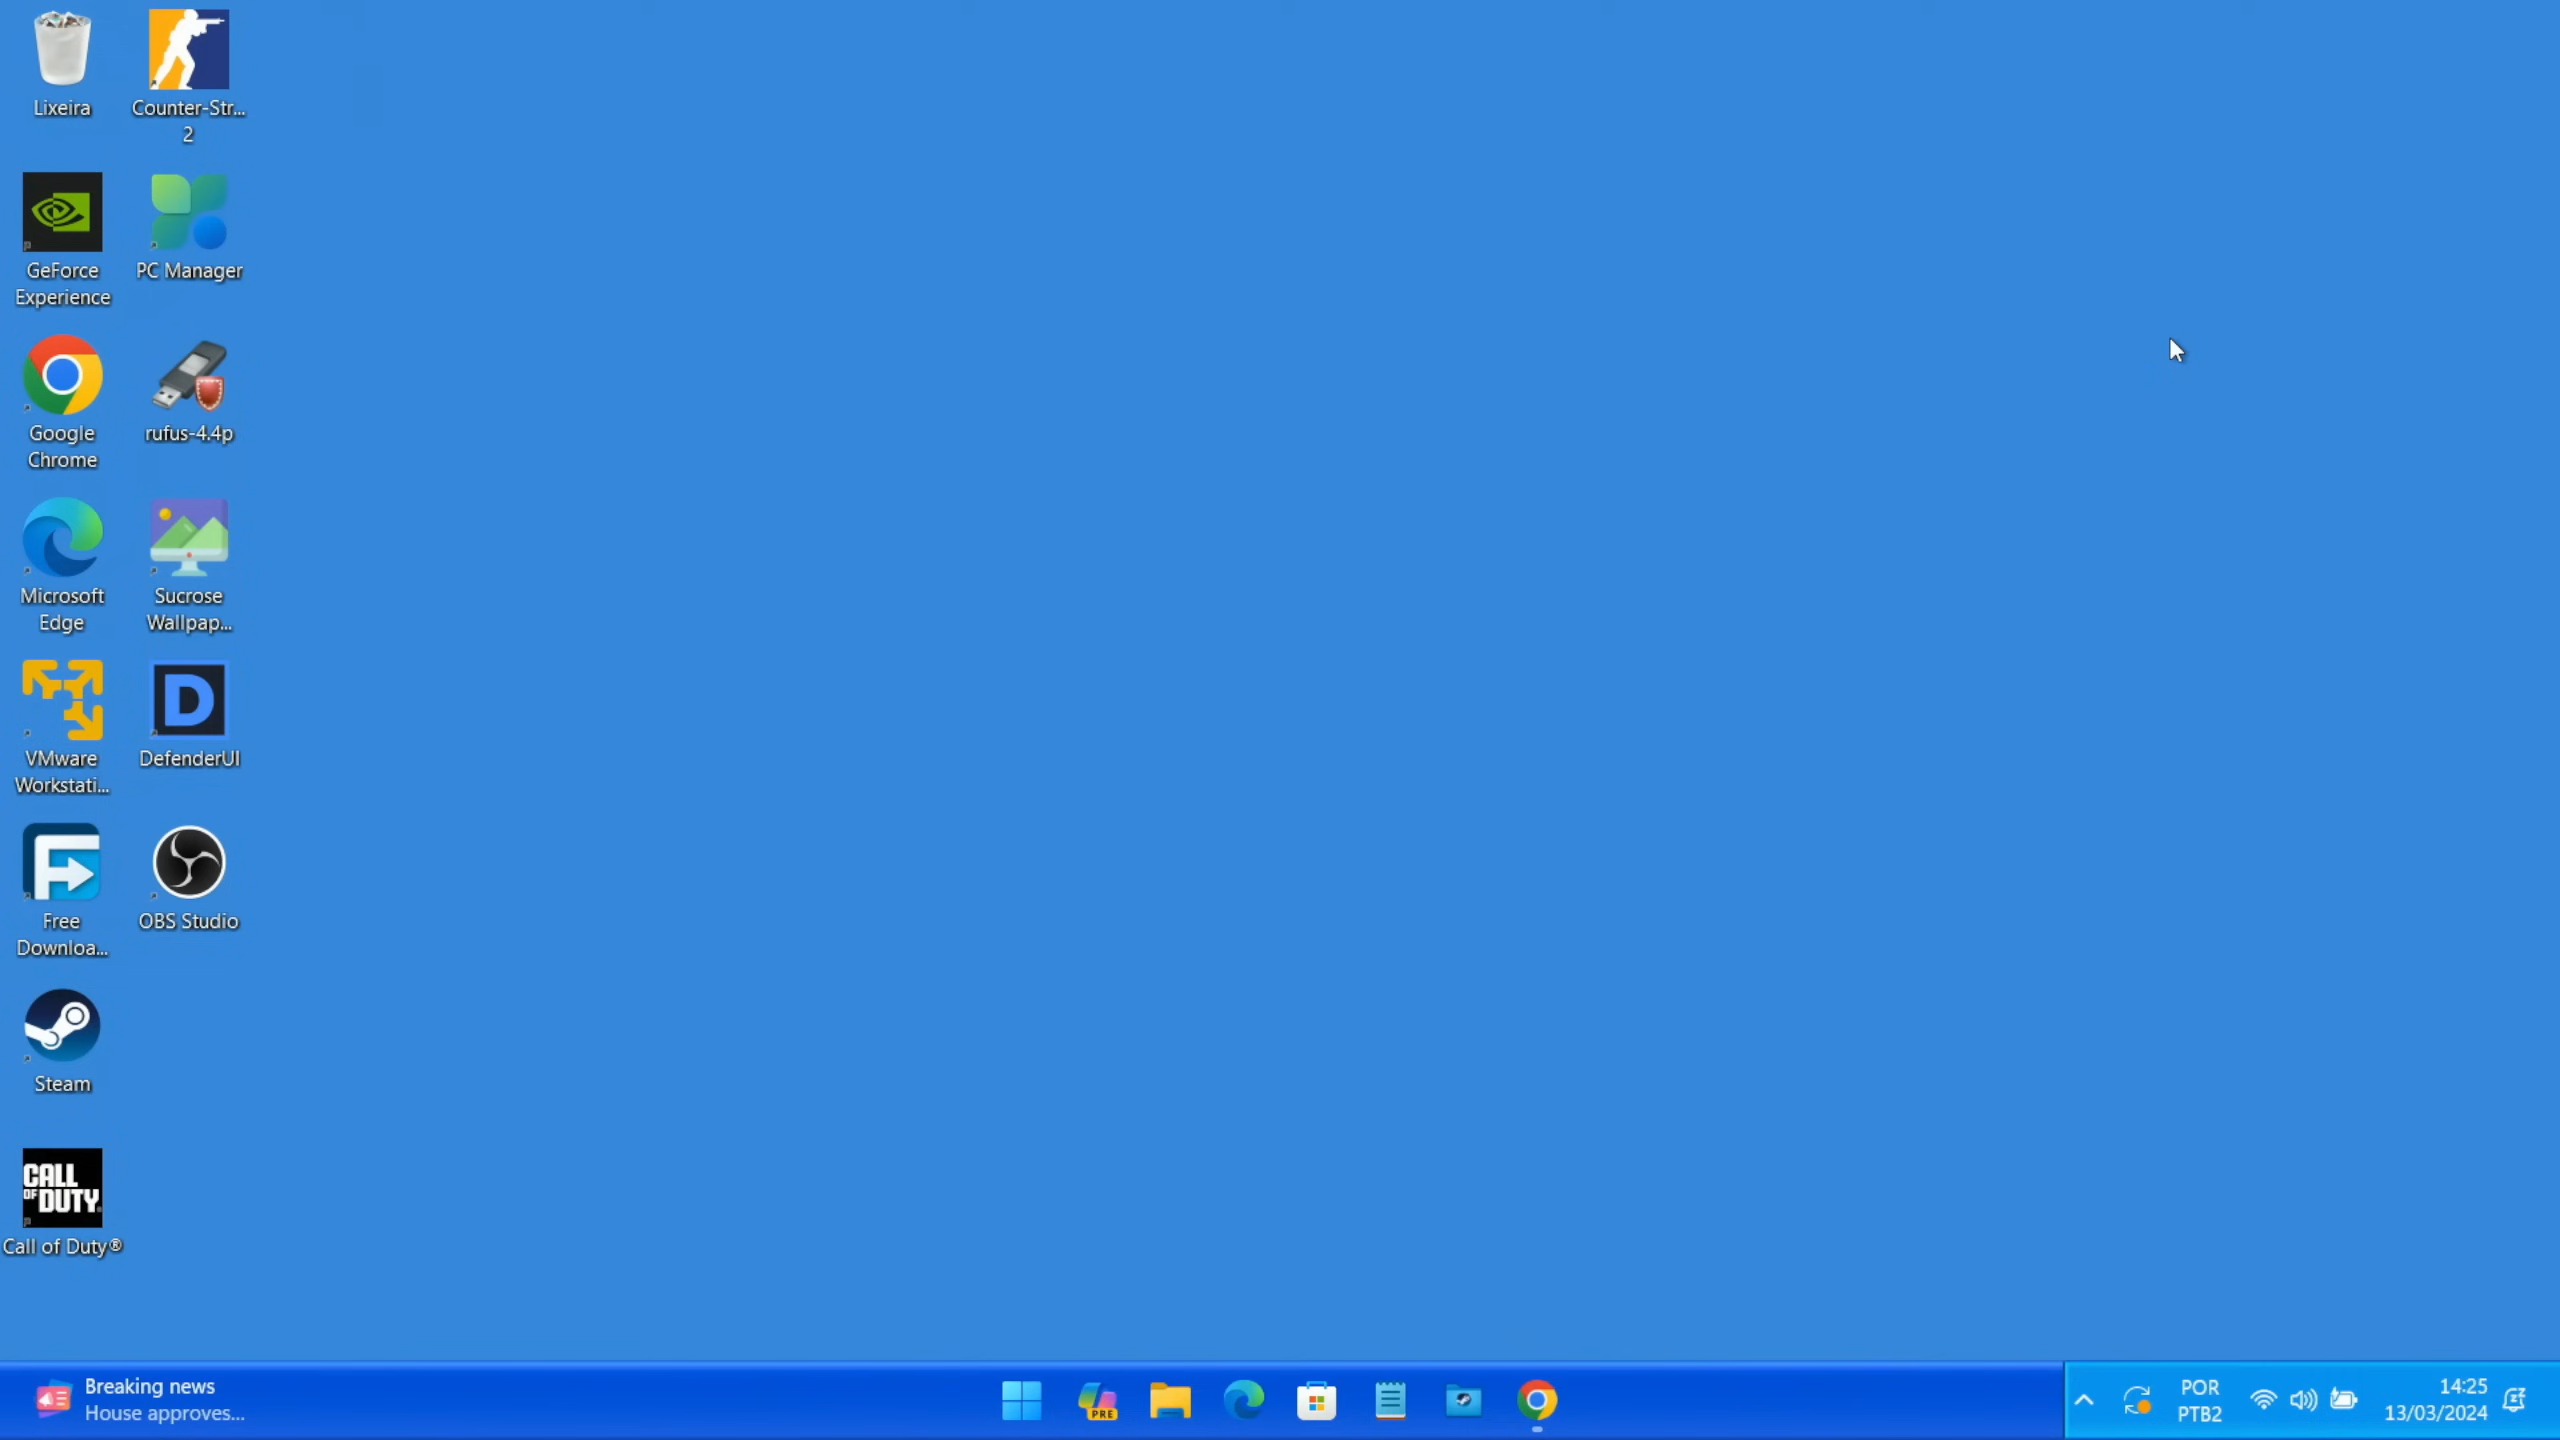 Lixeira
Counter-Str...
2
GeForce
Experience
PC Manager
Google
Chrome
rufus-4.4p
Microsoft
Edge
Sucrose
Wallpap...
VMware
Workstati...
D
DefenderUI
Free
Downloa...
OBS Studio
Steam
CALL
OF DUTY
Call of Duty®
Breaking news
House approves...
PRE
POR
PTB2
14:25
13/03/2024